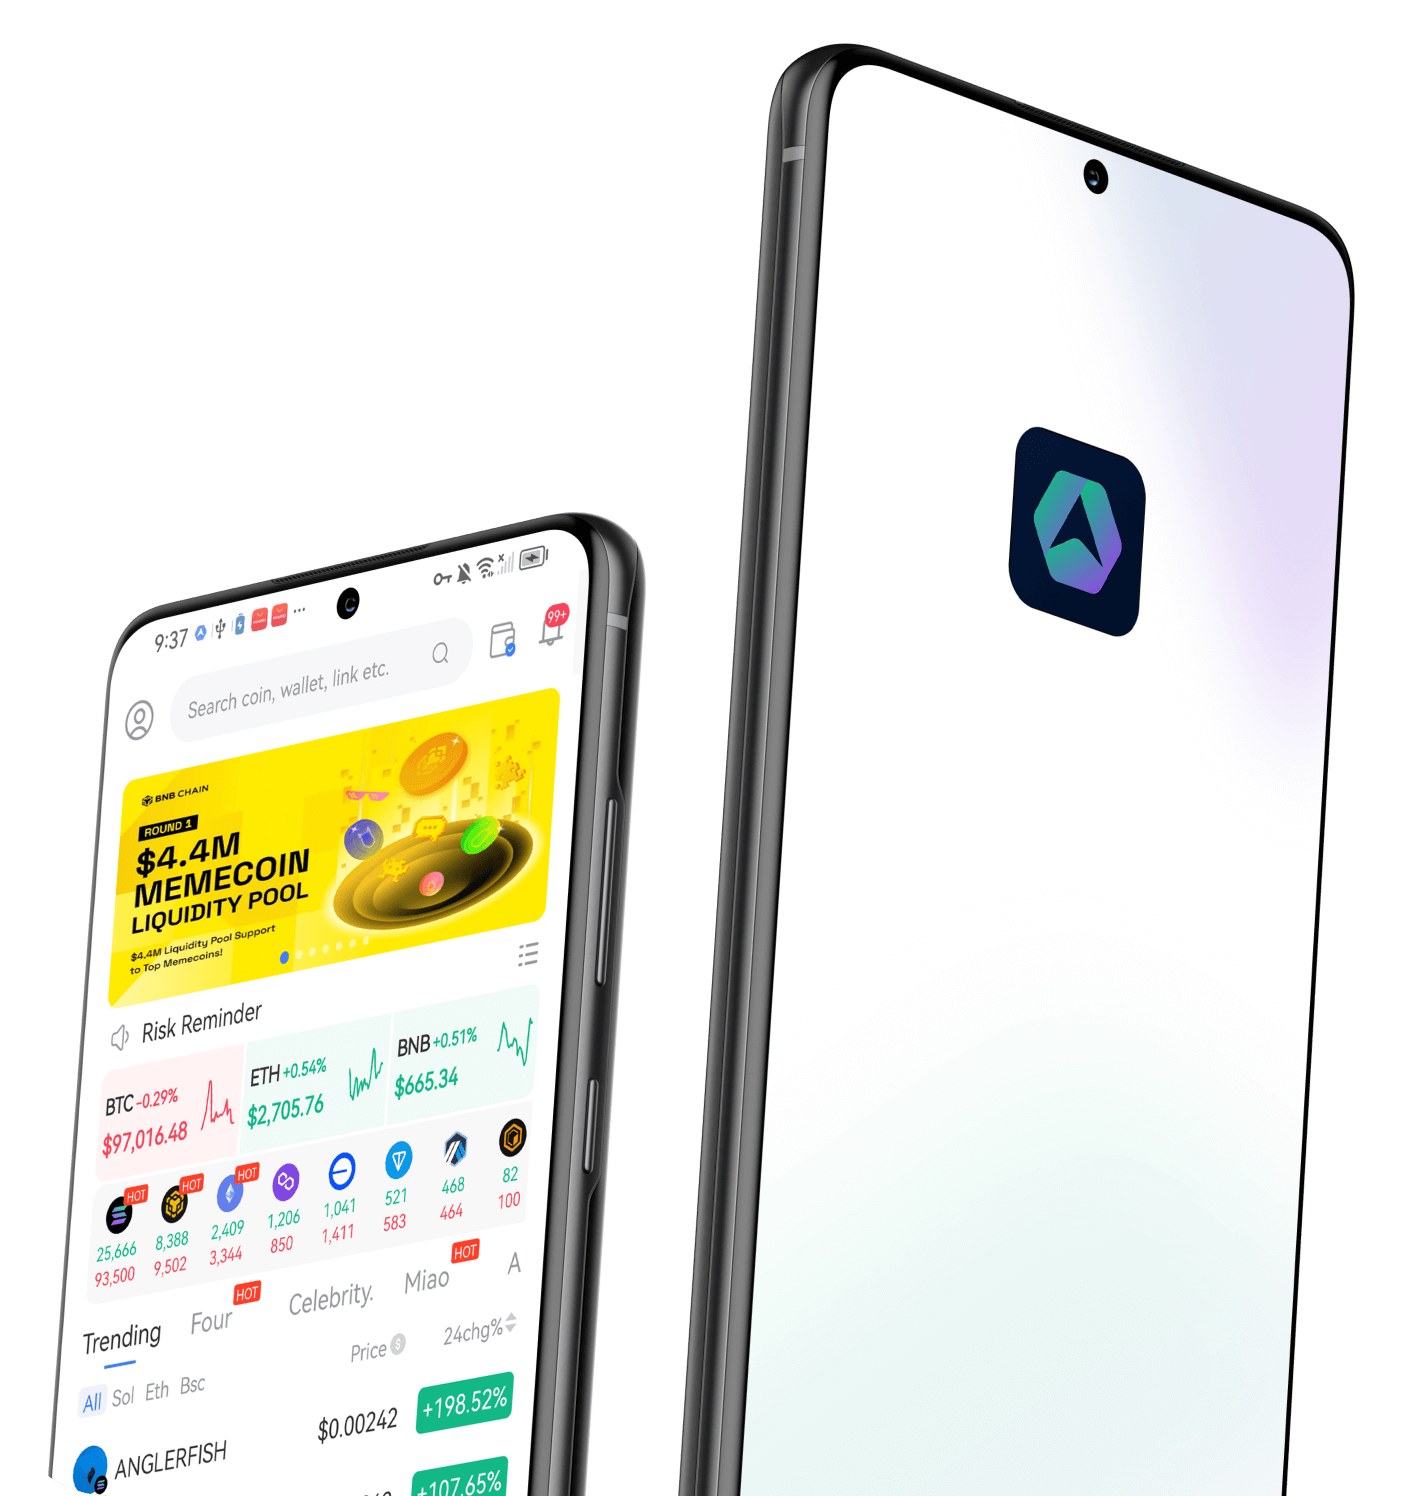 9:37
Search coin, wallet, link etc.
99+
BNB CHAIN
ROUND 1
$4.4M
MEMECOIN
LIQUIDITY POOL
$4.4M Liquidity Pool Support
to Top Memecoins!
Risk Reminder
BTC -0.29%
$97,016.48
ETH +0.54%
$2,705.76
BNB +0.51%
$665.34
HOT HOT HOT
25,666 8,388 2,409 1,206 1,041 521 468 82
93,500 9,502 3,344 850 1,411 583 464 100
HOT HOT
Trending Four Celebrity. Miao A
Price $ 24chg%
All Sol Eth Bsc
ANGLERFISH $0.00242 +198.52%
+107.65%